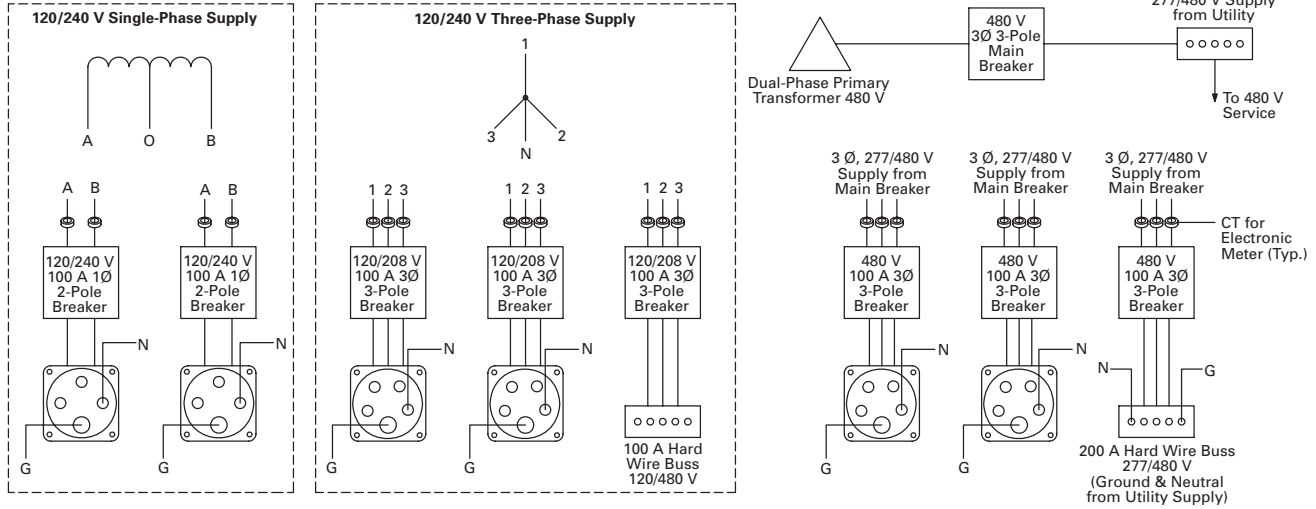 120/240 V Single-Phase Supply
A O B
A B
A B
120/240 V
100 A 1Ø
2-Pole
Breaker
120/240 V
100 A 1Ø
2-Pole
Breaker
N
N
G
G
120/240 V Three-Phase Supply
1
3
2
N
1 2 3
1 2 3
1 2 3
120/208 V
100 A 3Ø
3-Pole
Breaker
120/208 V
100 A 3Ø
3-Pole
Breaker
120/208 V
100 A 3Ø
3-Pole
Breaker
N
N
G
G
100 A Hard
Wire Buss
120/480 V
Dual-Phase Primary
Transformer 480 V
480 V
3Ø 3-Pole
Main
Breaker
277/480 V Supply
from Utility
To 480 V
Service
3 Ø, 277/480 V
Supply from
Main Breaker
3 Ø, 277/480 V
Supply from
Main Breaker
3 Ø, 277/480 V
Supply from
Main Breaker
CT for
Electronic
Meter (Typ.)
480 V
100 A 3Ø
3-Pole
Breaker
480 V
100 A 3Ø
3-Pole
Breaker
480 V
100 A 3Ø
3-Pole
Breaker
N
N
N
G
G
G
200 A Hard Wire Buss
277/480 V
(Ground & Neutral
from Utility Supply)